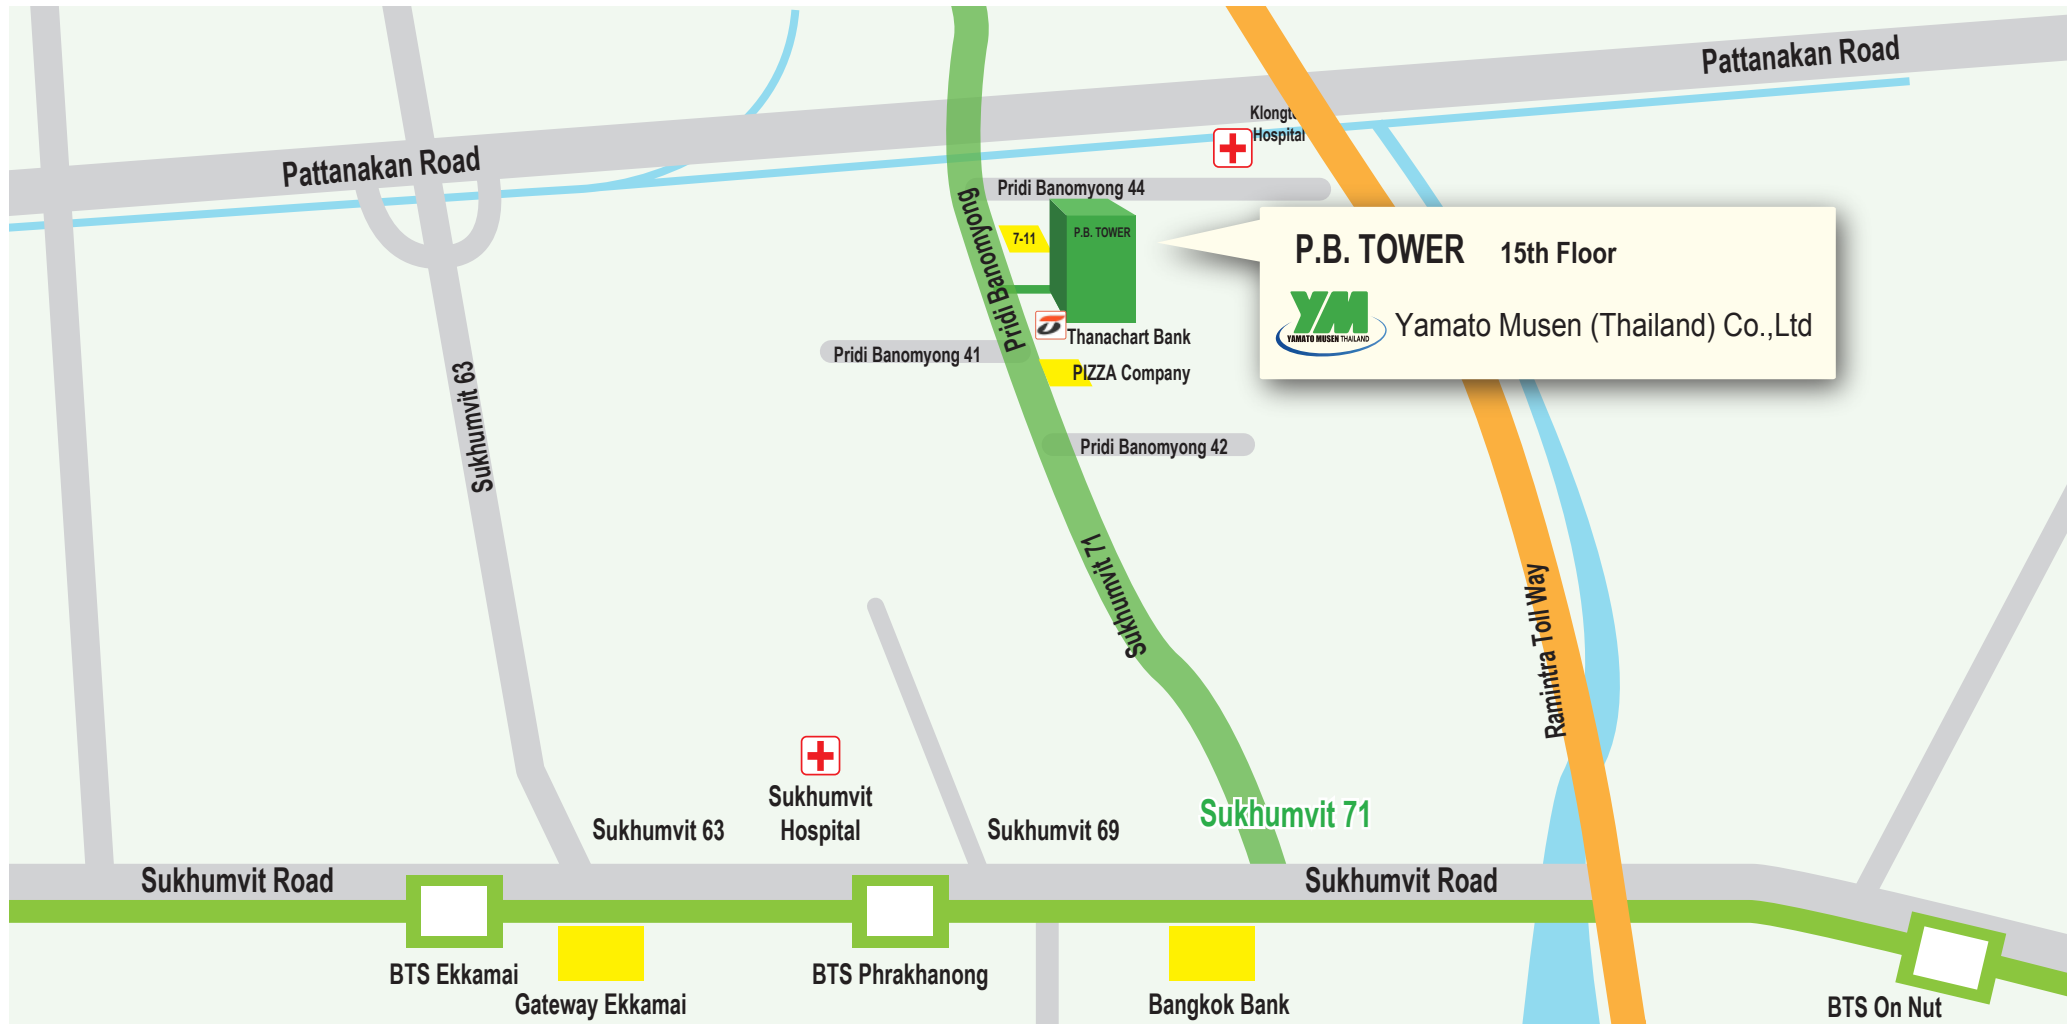 Pattanakan Road
Pattanakan Road
Hospital
Pridi Banomyong 44
Pridi Banomyong
7-11
P.B. TOWER
P.B. TOWER 15th Floor
YM
YAMATO MUSEN THAILAND
Yamato Musen (Thailand) Co.,Ltd
Thanachart Bank
Pridi Banomyong 41
PIZZA Company
Pridi Banomyong 42
Sukhumvit 63
Sukhumvit 71
Ramintra Toll Way
Sukhumvit
Hospital
Sukhumvit 63
Sukhumvit 69
Sukhumvit 71
Sukhumvit Road
Sukhumvit Road
BTS Ekkamai
Gateway Ekkamai
BTS Phrakhanong
Bangkok Bank
BTS On Nut